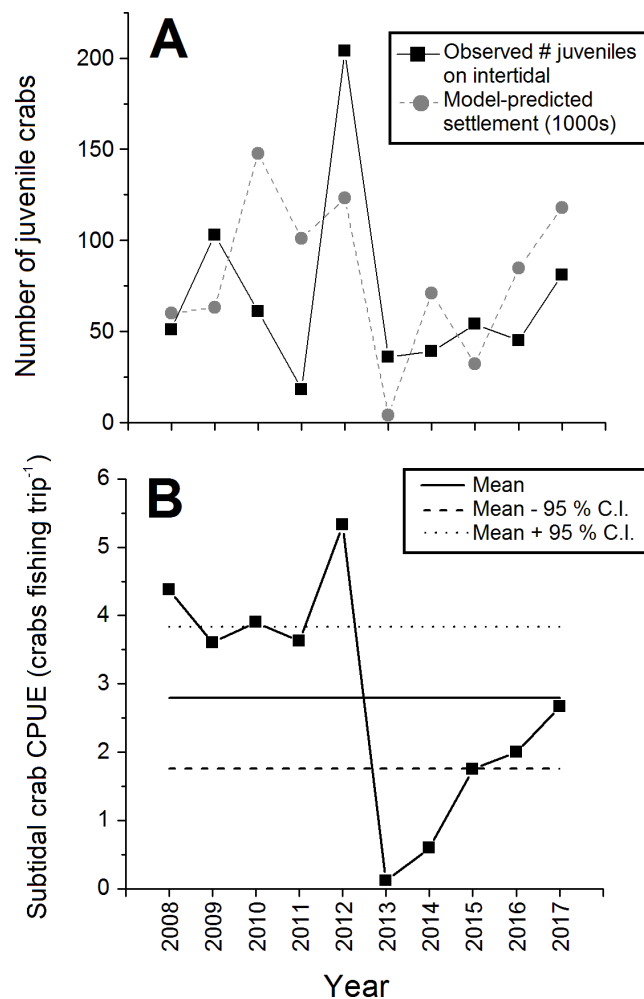 A
Observed # juveniles
on intertidal
Model-predicted
settlement (1000s)
Number of juvenile crabs
200
150
100
50
0
B
Mean
Mean - 95 % C.I.
Mean + 95 % C.I.
Subtidal crab CPUE (crabs fishing trip⁻¹)
6
5
4
3
2
1
0
2008
2009
2010
2011
2012
2013
2014
2015
2016
2017
Year